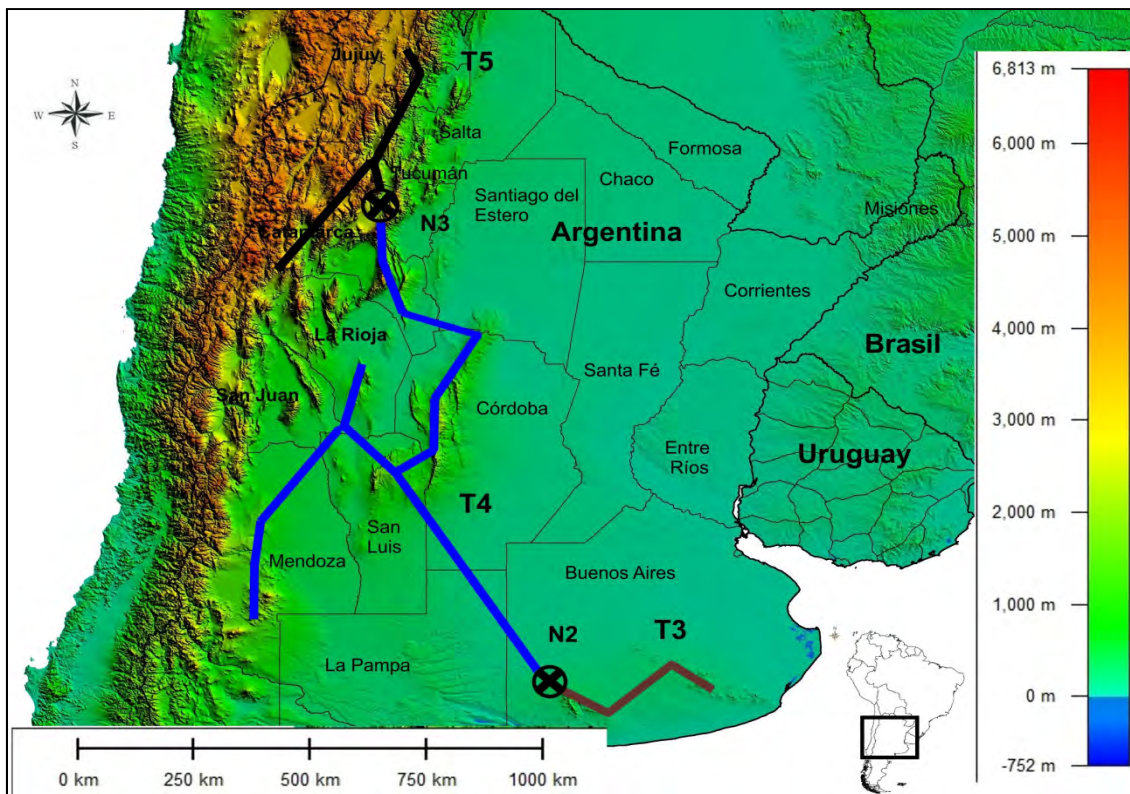 N
W E
S
Jujuy
T5
Salta
Formosa
Tucumán
Chaco
Santiago del
Estero
Misiones
N3
Catamarca
Argentina
Corrientes
La Rioja
Brasil
Santa Fé
San Juan
Córdoba
Entre
Ríos
Uruguay
T4
San
Luis
Mendoza
Buenos Aires
N2
T3
La Pampa
0 km
250 km
500 km
750 km
1000 km
6,813 m
6,000 m
5,000 m
4,000 m
3,000 m
2,000 m
1,000 m
0 m
-752 m